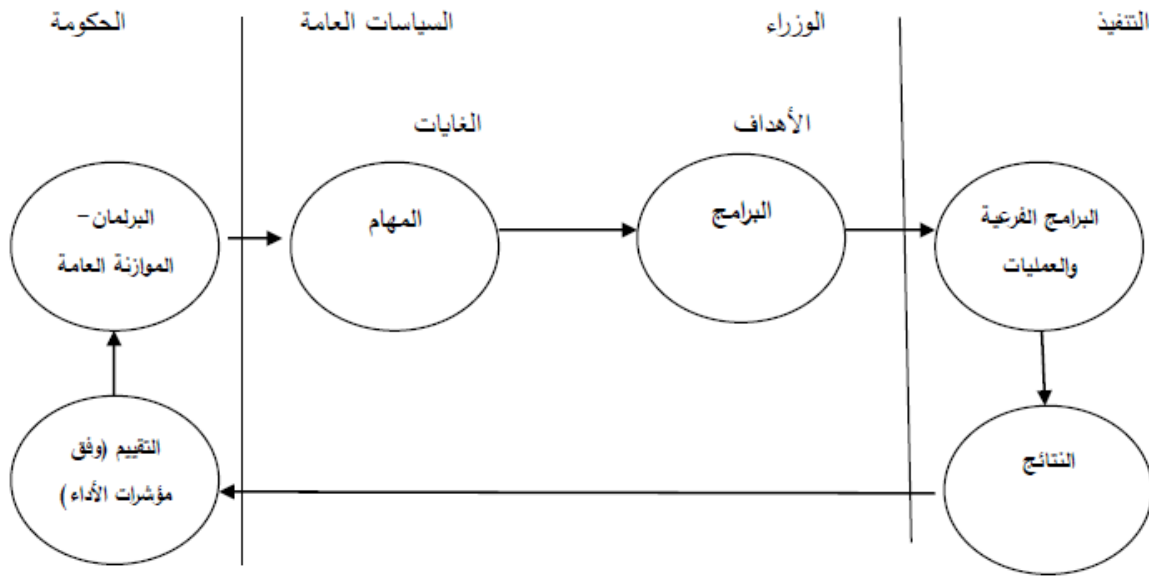 التنفيذ
الوزراء
السياسات العامة
الحكومة
الأهداف
الغايات
البرلمان-
الموازنة العامة
المهام
البرامج
البرامج الفرعية
والعمليات
النتائج
التقييم (وفق
مؤشرات الأداء)